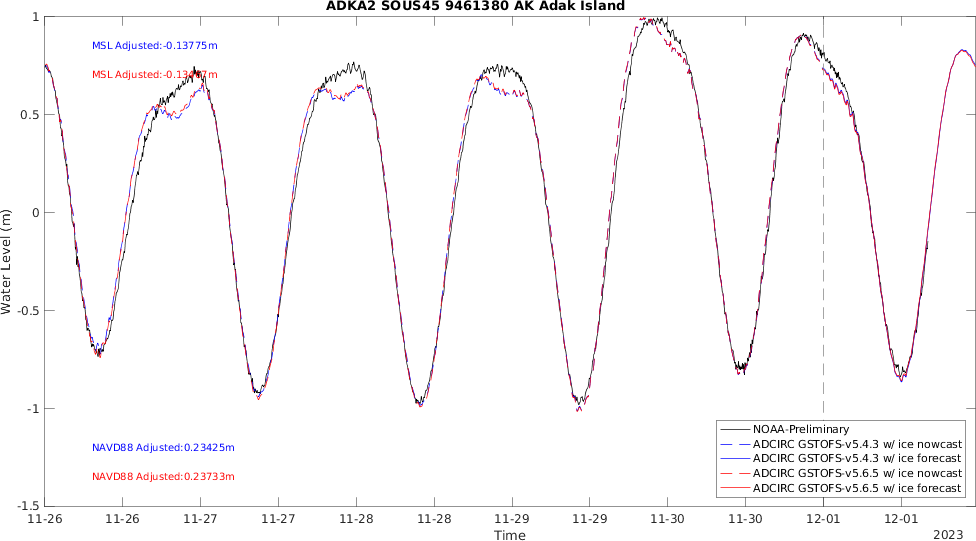 ADKA2 SOUS45 9461380 AK Adak Island
MSL Adjusted:-0.13775m
MSL
Water Level (m)
1
0.5
0
-0.5
-1
-1.5
NAVD88 Adjusted:0.23425m
NAVD88 Adjusted:0.23733m
NOAA-Preliminary
ADCIRC GSTOFS-v5.4.3 w/ ice nowcast
ADCIRC GSTOFS-v5.4.3 w/ ice forecast
ADCIRC GSTOFS-v5.6.5 w/ ice nowcast
ADCIRC GSTOFS-v5.6.5 w/ ice forecast
11-26 11-26 11-27 11-27 11-28 11-28 11-29 11-29 11-30 11-30 12-01 12-01
Time
2023